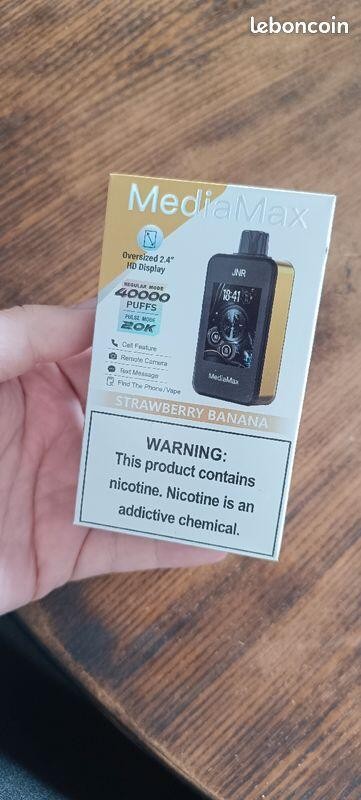 leboncoin
MediaMax
Oversized 2.4"
HD Display
REGULAR MODE
40000
PUFFS
PULSE MODE
20K
Cell Feature
Remote Camera
Text Message
Find The Phone/Vape
JNR
18:41
MediaMax
STRAWBERRY BANANA
WARNING:
This product contains
nicotine. Nicotine is an
addictive chemical.